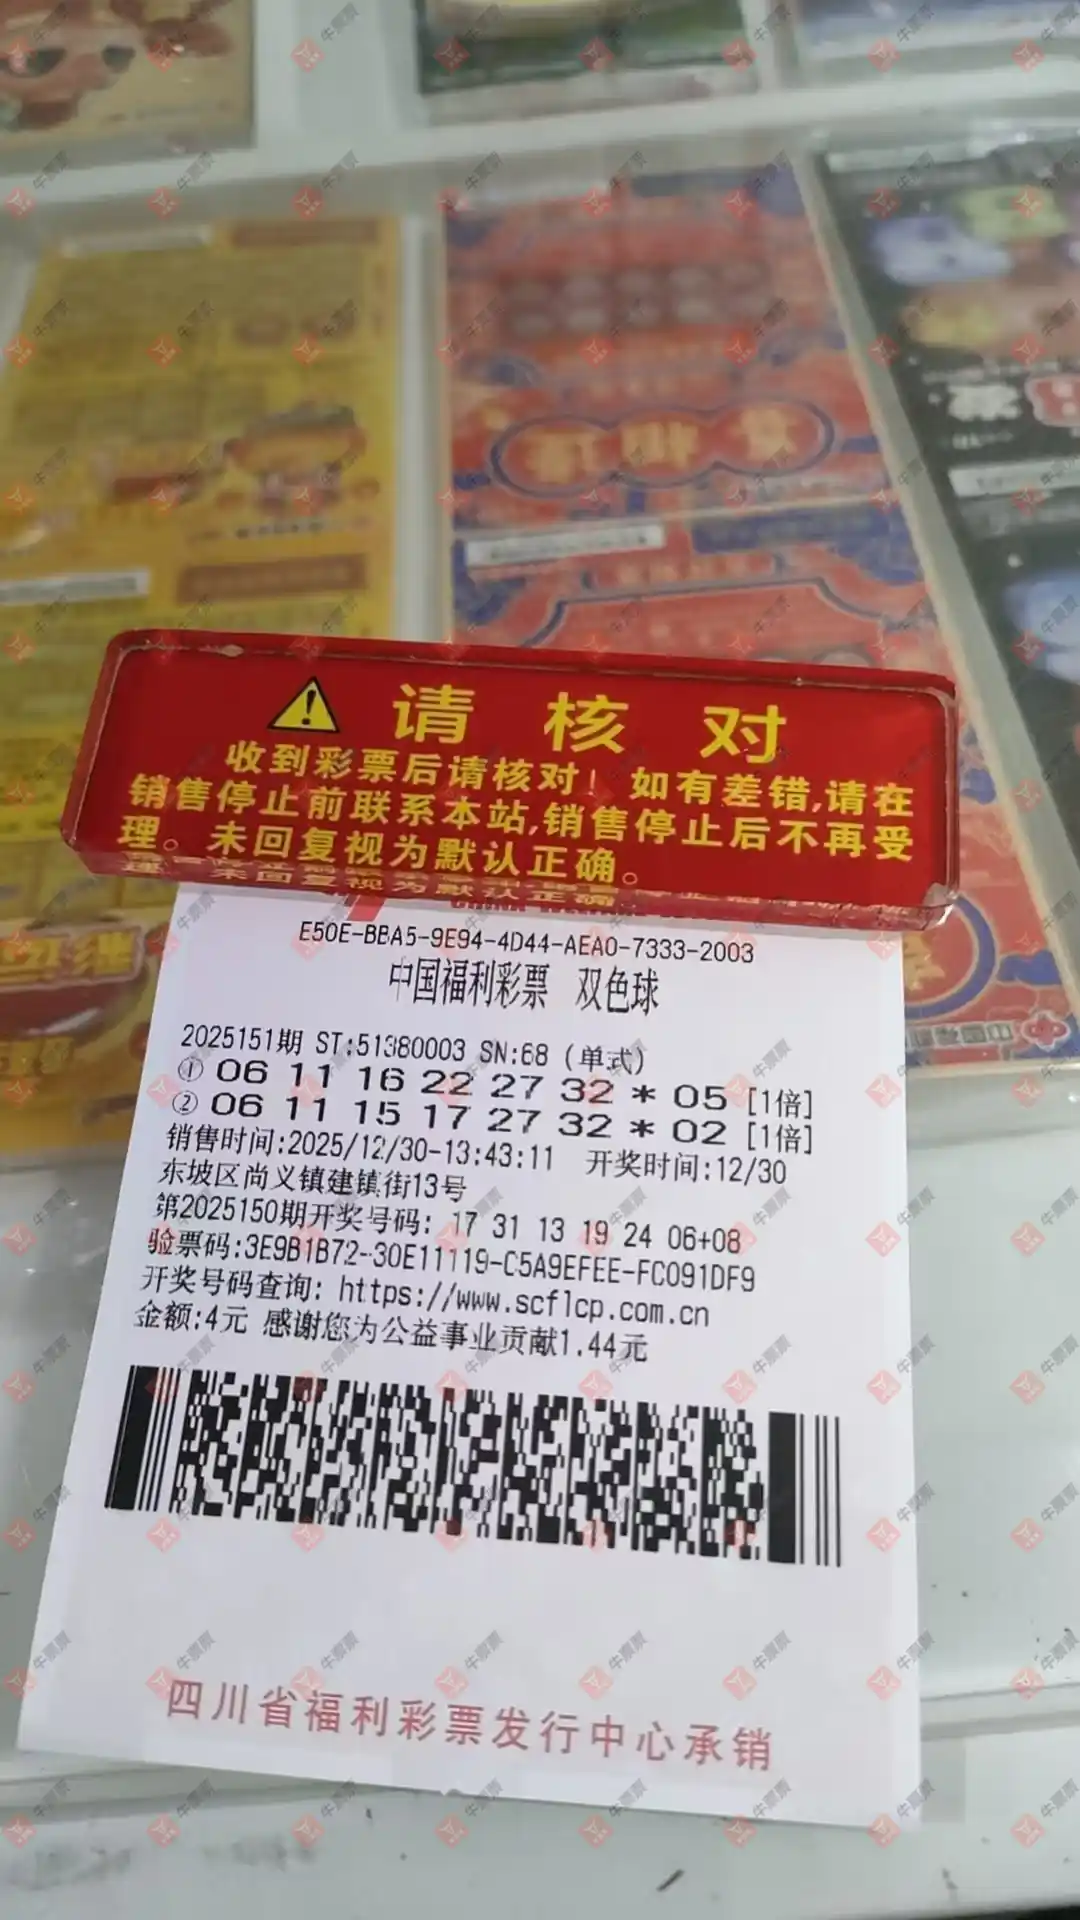 请核对
收到彩票后请核对！如有差错,请在
销售停止前联系本站,销售停止后不再受
理。未回复视为默认正确。
E50E-BBA5-9E94-4D44-AEA0-7333-2003
中国福利彩票 双色球
2025151期 ST:51380003 SN:68 (单式)
① 06 11 16 22 27 32 * 05 [1倍]
② 06 11 15 17 27 32 * 02 [1倍]
销售时间:2025/12/30-13:43:11 开奖时间:12/30
东坡区尚义镇建镇街13号
第2025150期开奖号码: 17 31 13 19 24 06+08
验票码:3E9B1B72-30E11119-C5A9EFEE-FC091DF9
开奖号码查询: https://www.scflcp.com.cn
金额:4元 感谢您为公益事业贡献1.44元
四川省福利彩票发行中心承销
牛票票